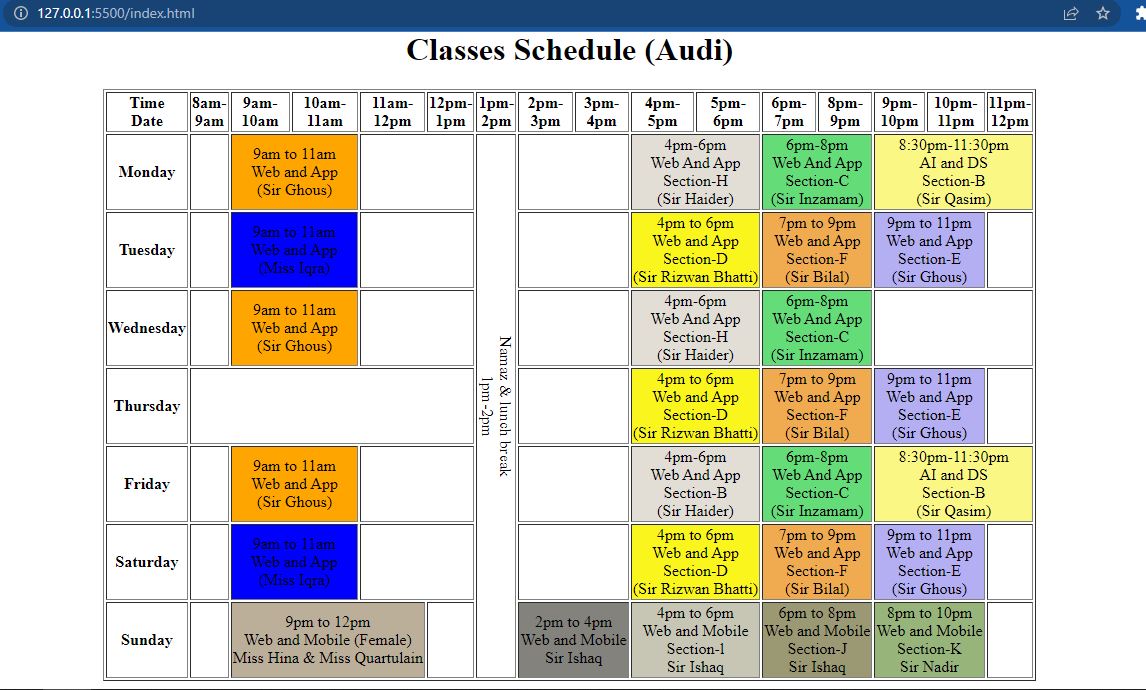 127.0.0.1:5500/index.html
Classes Schedule (Audi)
Time
Date
8am-
9am
9am-
10am
10am-
11am
11am-
12pm
12pm-
1pm
1pm-
2pm
2pm-
3pm
3pm-
4pm
4pm-
5pm
5pm-
6pm
6pm-
7pm
8pm-
9pm
9pm-
10pm
10pm-
11pm
11pm-
12pm
Monday
9am to 11am
Web and App
(Sir Ghous)
Namaz & lunch break
1pm-2pm
4pm-6pm
Web And App
Section-H
(Sir Haider)
6pm-8pm
Web And App
Section-C
(Sir Inzamam)
8:30pm-11:30pm
AI and DS
Section-B
(Sir Qasim)
Tuesday
9am to 11am
Web and App
(Miss Iqra)
4pm to 6pm
Web and App
Section-D
(Sir Rizwan Bhatti)
7pm to 9pm
Web and App
Section-F
(Sir Bilal)
9pm to 11pm
Web and App
Section-E
(Sir Ghous)
Wednesday
9am to 11am
Web and App
(Sir Ghous)
4pm-6pm
Web And App
Section-H
(Sir Haider)
6pm-8pm
Web And App
Section-C
(Sir Inzamam)
Thursday
4pm to 6pm
Web and App
Section-D
(Sir Rizwan Bhatti)
7pm to 9pm
Web and App
Section-F
(Sir Bilal)
9pm to 11pm
Web and App
Section-E
(Sir Ghous)
Friday
9am to 11am
Web and App
(Sir Ghous)
4pm-6pm
Web And App
Section-B
(Sir Haider)
6pm-8pm
Web And App
Section-C
(Sir Inzamam)
8:30pm-11:30pm
AI and DS
Section-B
(Sir Qasim)
Saturday
9am to 11am
Web and App
(Miss Iqra)
4pm to 6pm
Web and App
Section-D
(Sir Rizwan Bhatti)
7pm to 9pm
Web and App
Section-F
(Sir Bilal)
9pm to 11pm
Web and App
Section-E
(Sir Ghous)
Sunday
9pm to 12pm
Web and Mobile (Female)
Miss Hina & Miss Quartulain
2pm to 4pm
Web and Mobile
Sir Ishaq
4pm to 6pm
Web and Mobile
Section-1
Sir Ishaq
6pm to 8pm
Web and Mobile
Section-J
Sir Ishaq
8pm to 10pm
Web and Mobile
Section-K
Sir Nadir